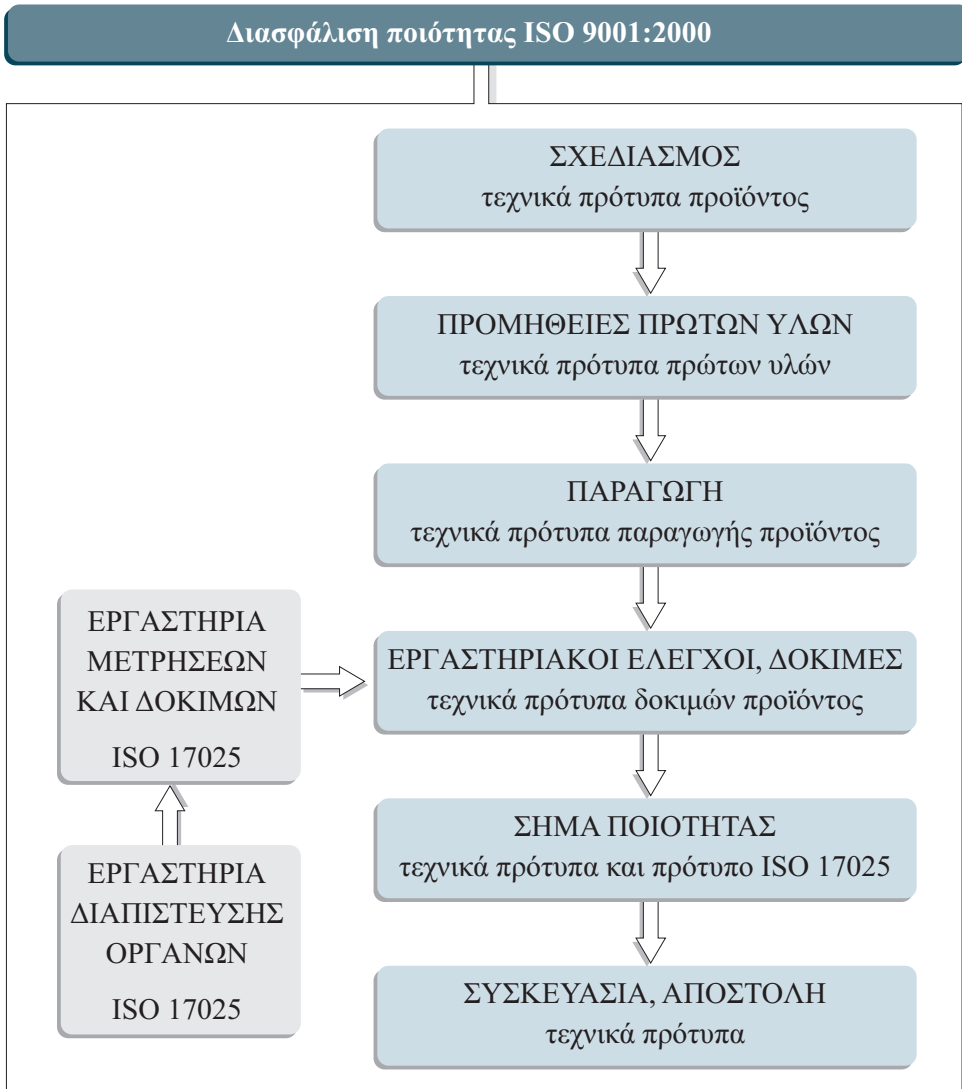 Διασφάλιση ποιότητας ISO 9001:2000
ΣΧΕΔΙΑΣΜΟΣ
τεχνικά πρότυπα προϊόντος
ΠΡΟΜΗΘΕΙΕΣ ΠΡΩΤΩΝ ΥΛΩΝ
τεχνικά πρότυπα πρώτων υλών
ΠΑΡΑΓΩΓΗ
τεχνικά πρότυπα παραγωγής προϊόντος
ΕΡΓΑΣΤΗΡΙΑ
ΜΕΤΡΗΣΕΩΝ
ΚΑΙ ΔΟΚΙΜΩΝ
ISO 17025
ΕΡΓΑΣΤΗΡΙΑΚΟΙ ΕΛΕΓΧΟΙ, ΔΟΚΙΜΕΣ
τεχνικά πρότυπα δοκιμών προϊόντος
ΣΗΜΑ ΠΟΙΟΤΗΤΑΣ
τεχνικά πρότυπα και πρότυπο ISO 17025
ΕΡΓΑΣΤΗΡΙΑ
ΔΙΑΠΙΣΤΕΥΣΗΣ
ΟΡΓΑΝΩΝ
ISO 17025
ΣΥΣΚΕΥΑΣΙΑ, ΑΠΟΣΤΟΛΗ
τεχνικά πρότυπα